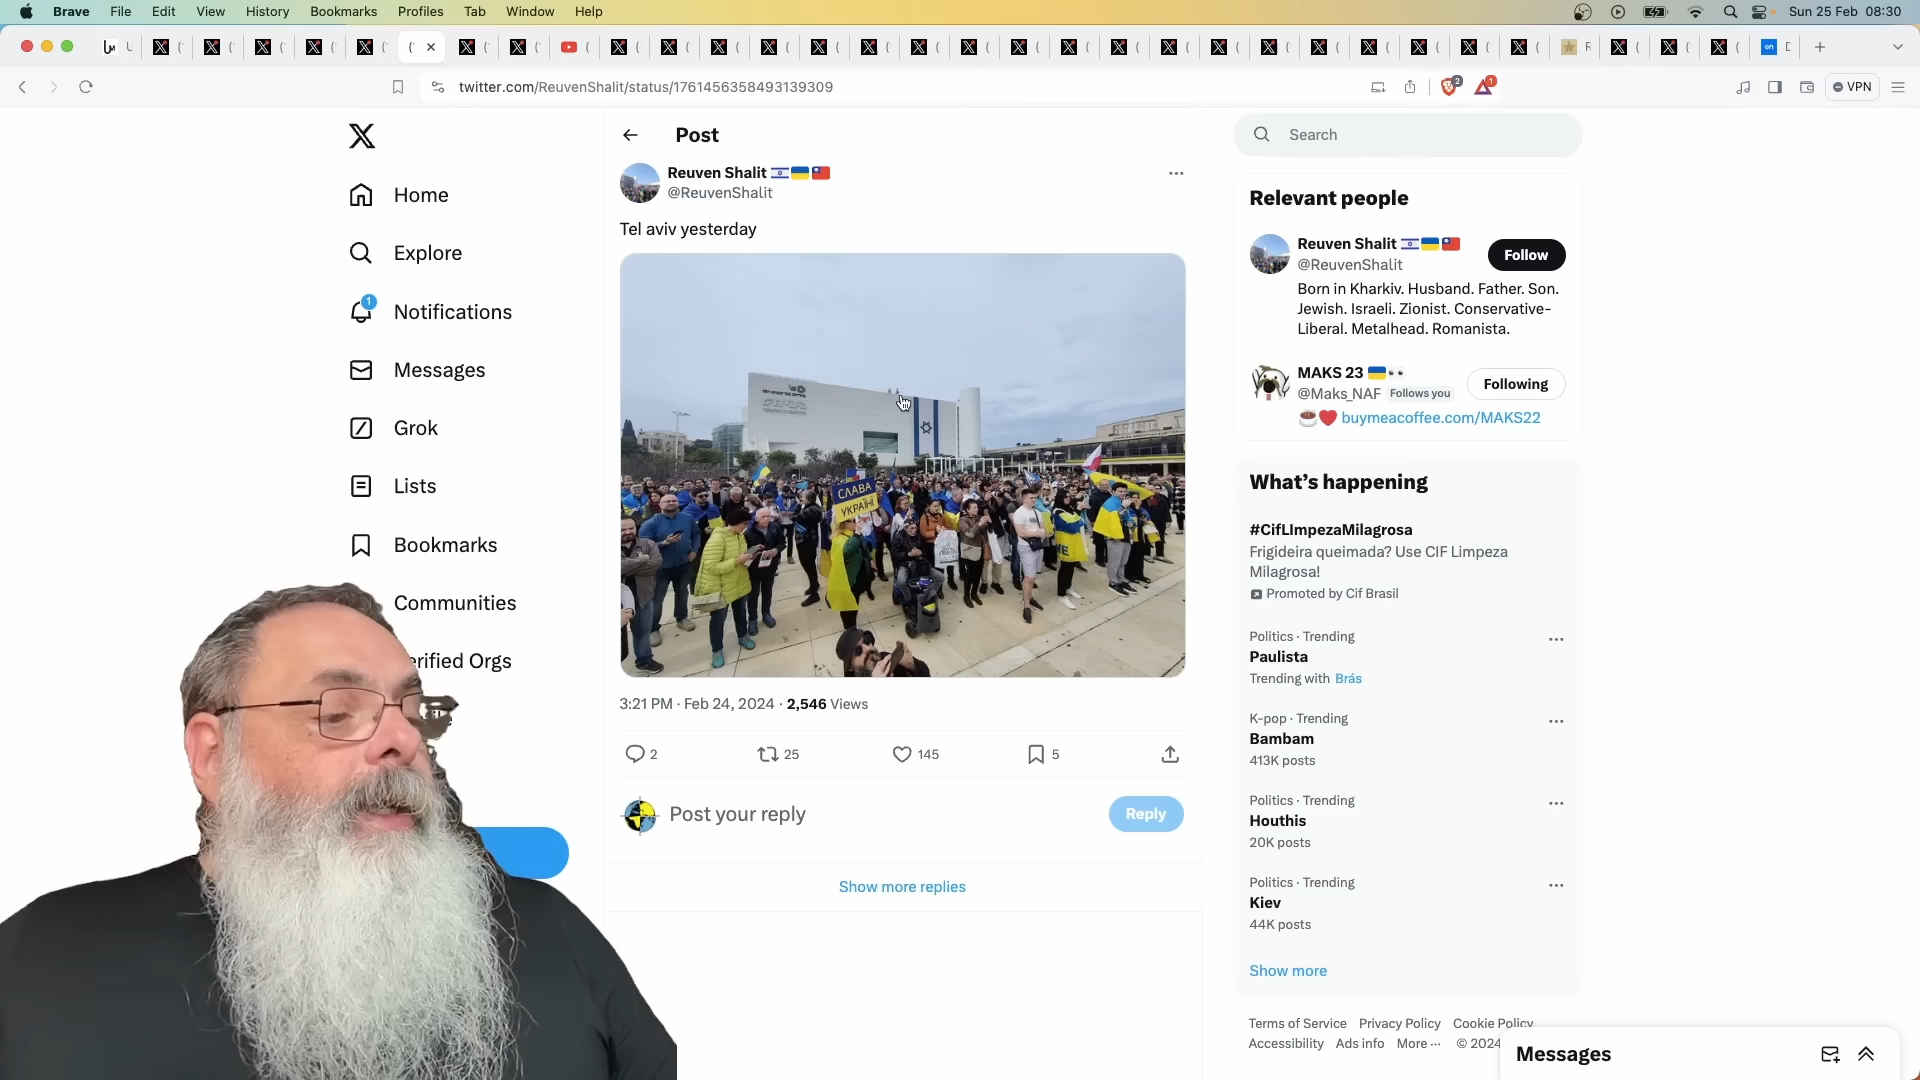 Brave File Edit View History Bookmarks Profiles Tab Window Help
Sun 25 Feb 08:30
twitter.com/ReuvenShalit/status/1761456358493139309
2
1
VPN
Home
Explore
1
Notifications
Messages
Grok
Lists
Bookmarks
Communities
erified Orgs
Post
Reuven Shalit
@ReuvenShalit
Tel aviv yesterday
СЛАВА
УКРАЇНІ
3:21 PM · Feb 24, 2024 · 2,546 Views
2 25 145 5
Post your reply
Reply
Show more replies
Search
Relevant people
Reuven Shalit
@ReuvenShalit
Follow
Born in Kharkiv. Husband. Father. Son.
Jewish. Israeli. Zionist. Conservative-
Liberal. Metalhead. Romanista.
MAKS 23
@Maks_NAF Follows you
Following
buymeacoffee.com/MAKS22
What's happening
#CifLImpezaMilagrosa
Frigideira queimada? Use CIF Limpeza
Milagrosa!
Promoted by Cif Brasil
Politics · Trending
Paulista
Trending with Brás
K-pop · Trending
Bambam
413K posts
Politics · Trending
Houthis
20K posts
Politics · Trending
Kiev
44K posts
Show more
Terms of Service Privacy Policy Cookie Policy
Accessibility Ads info More ··· © 2024
Messages